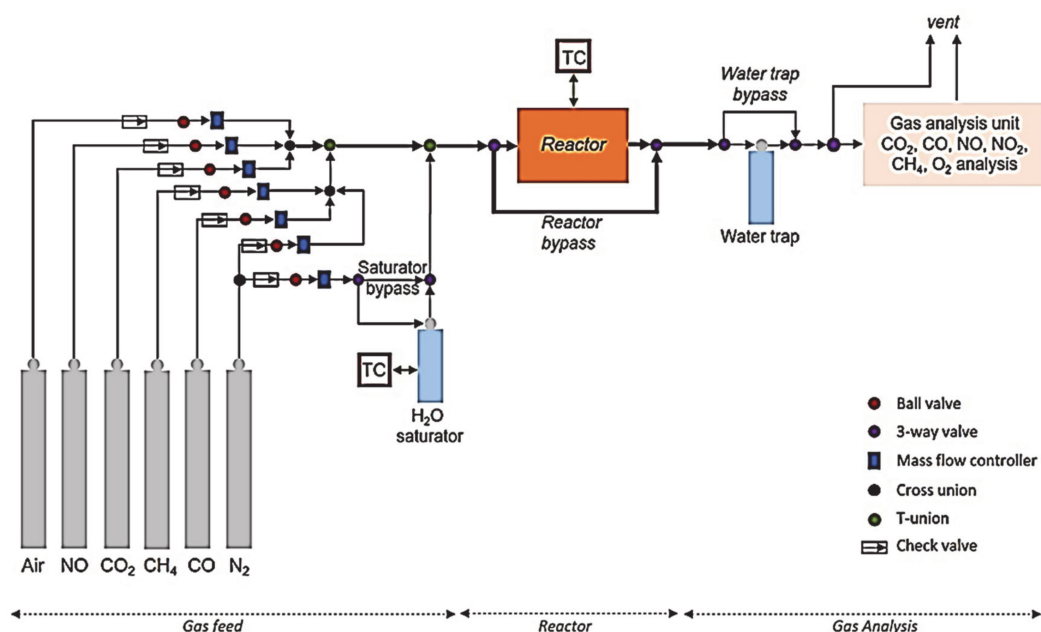 vent
TC
Water trap
bypass
Reactor
Gas analysis unit
CO₂, CO, NO, NO₂,
CH₄, O₂ analysis
Reactor
bypass
Water trap
Saturator
bypass
TC
H₂O
saturator
Ball valve
3-way valve
Mass flow controller
Cross union
T-union
Check valve
Air NO CO₂ CH₄ CO N₂
Gas feed Reactor Gas Analysis